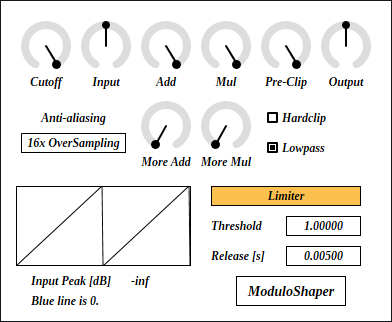 Cutoff Input Add Mul Pre-Clip Output
Anti-aliasing
16x OverSampling
More Add More Mul
Hardclip
Lowpass
Limiter
Threshold 1.00000
Release [s] 0.00500
Input Peak [dB] -inf
Blue line is 0.
ModuloShaper